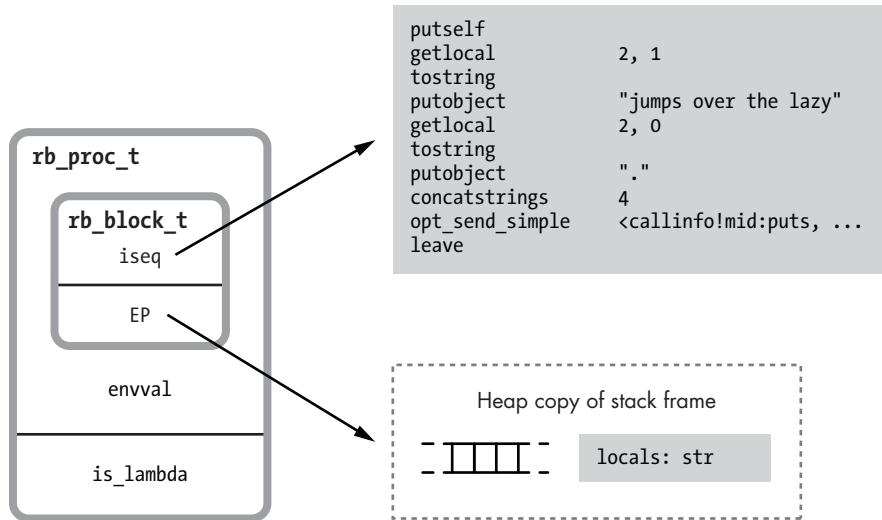 putself
getlocal 2, 1
tostring
putobject "jumps over the lazy"
getlocal 2, 0
tostring
putobject "."
concatstrings 4
opt_send_simple <callinfo!mid:puts, ...
leave
rb_proc_t
rb_block_t
iseq
EP
envval
is_lambda
Heap copy of stack frame
locals: str